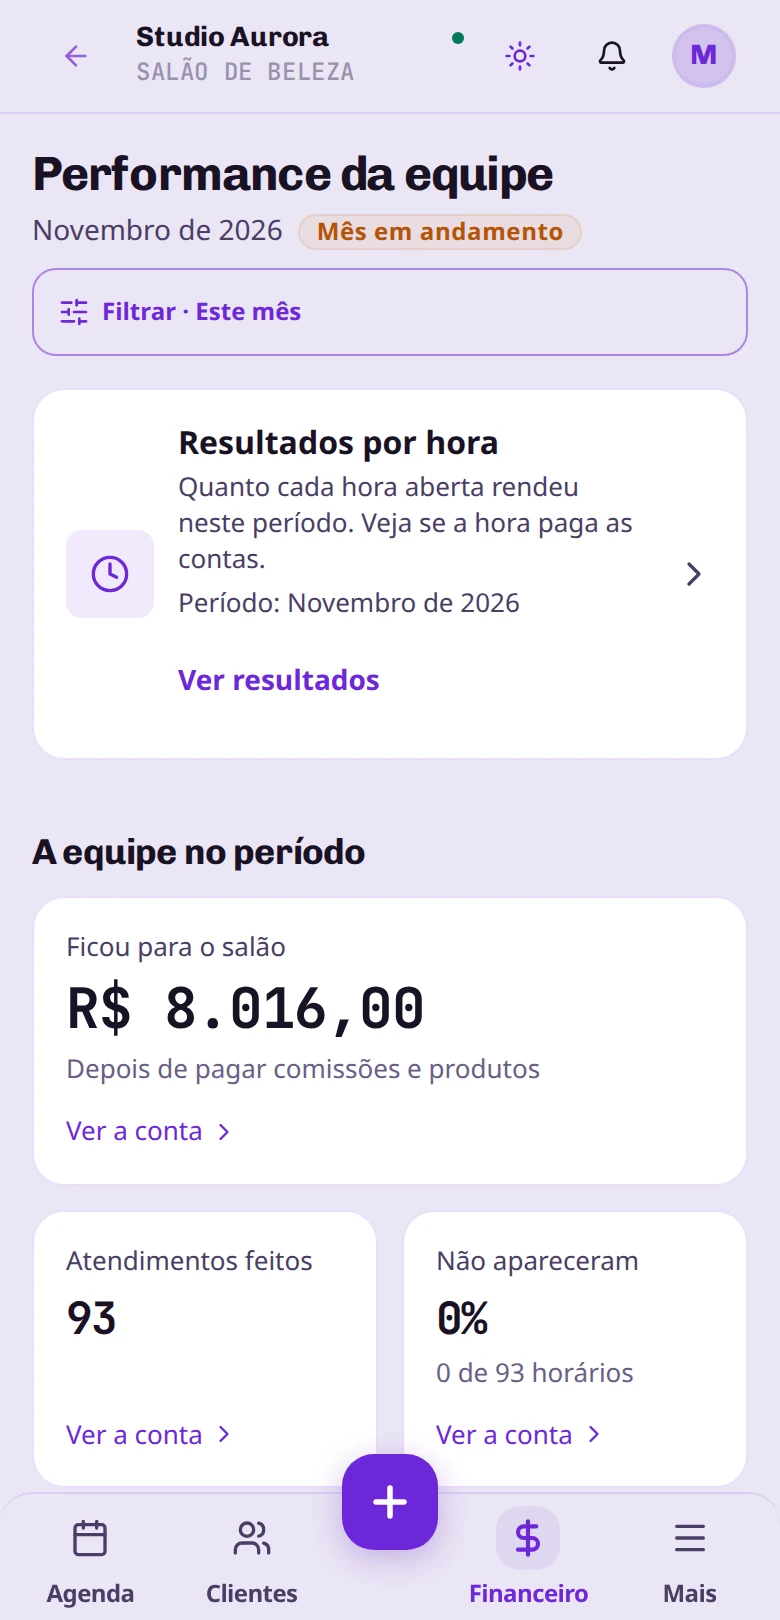 Studio Aurora
SALÃO DE BELEZA
M
Performance da equipe
Novembro de 2026 Mês em andamento
Filtrar · Este mês
Resultados por hora
Quanto cada hora aberta rendeu
neste período. Veja se a hora paga as
contas.
Período: Novembro de 2026
Ver resultados
A equipe no período
Ficou para o salão
R$ 8.016,00
Depois de pagar comissões e produtos
Ver a conta
Atendimentos feitos
93
Ver a conta
Não apareceram
0%
0 de 93 horários
Ver a conta
Agenda
Clientes
Financeiro
Mais